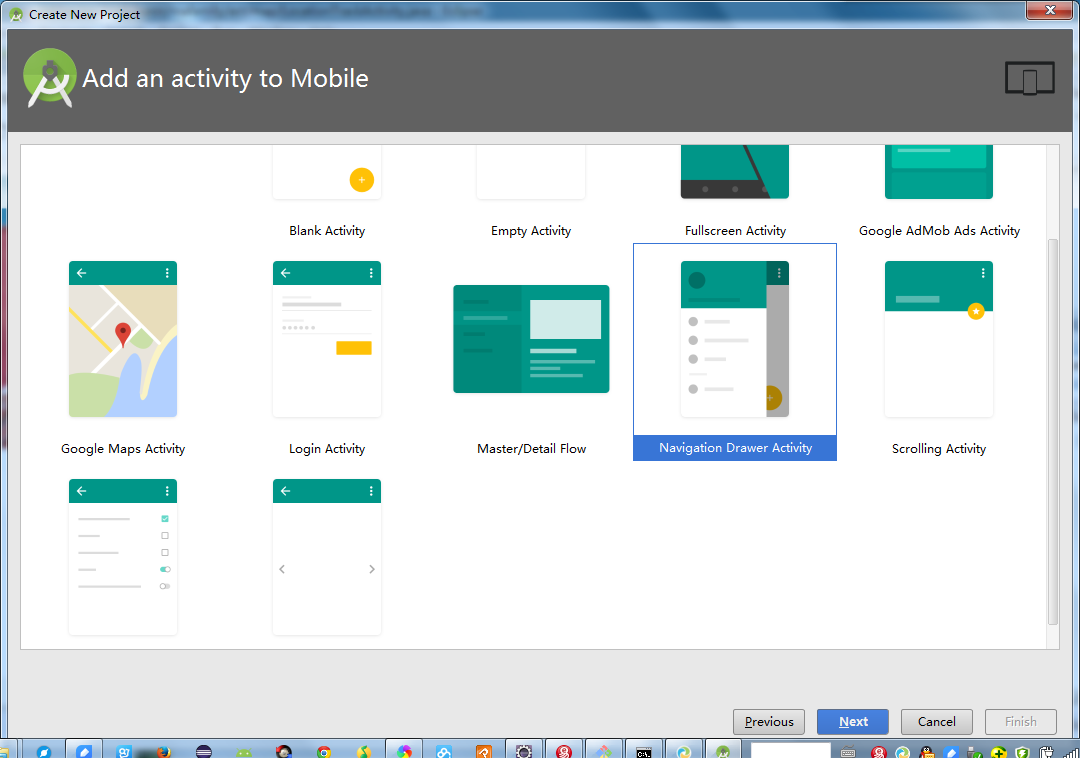 Create New Project
Add an activity to Mobile
Blank Activity
Empty Activity
Fullscreen Activity
Google AdMob Ads Activity
Google Maps Activity
Login Activity
Master/Detail Flow
Navigation Drawer Activity
Scrolling Activity
Previous
Next
Cancel
Finish